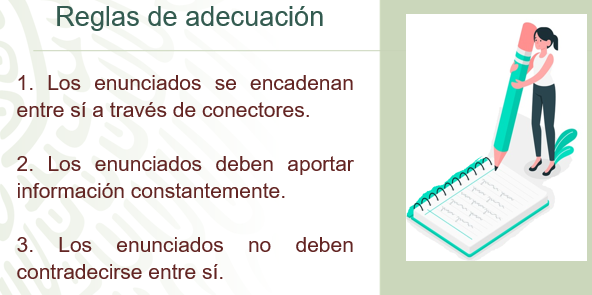 Reglas de adecuación
1. Los enunciados se encadenan
entre sí a través de conectores.
2. Los enunciados deben aportar
información constantemente.
3. Los enunciados no deben
contradecirse entre sí.